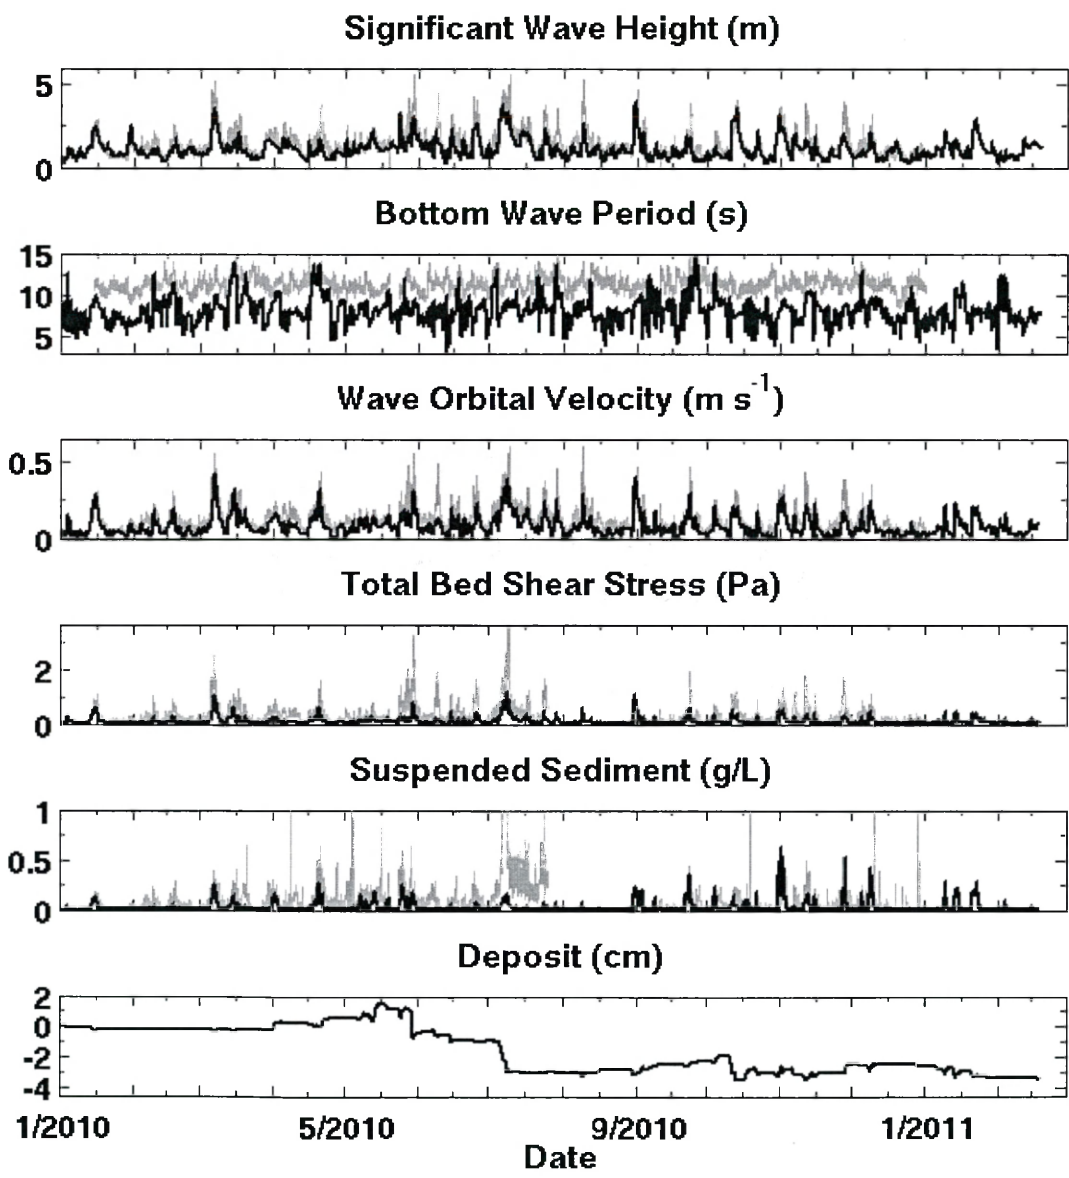 Significant Wave Height (m)
5
0
Bottom Wave Period (s)
15
10
5
Wave Orbital Velocity (m s-1)
0.5
0
Total Bed Shear Stress (Pa)
2
0
Suspended Sediment (g/L)
1
0.5
0
Deposit (cm)
2
0
-2
-4
1/2010 5/2010 9/2010 1/2011
Date